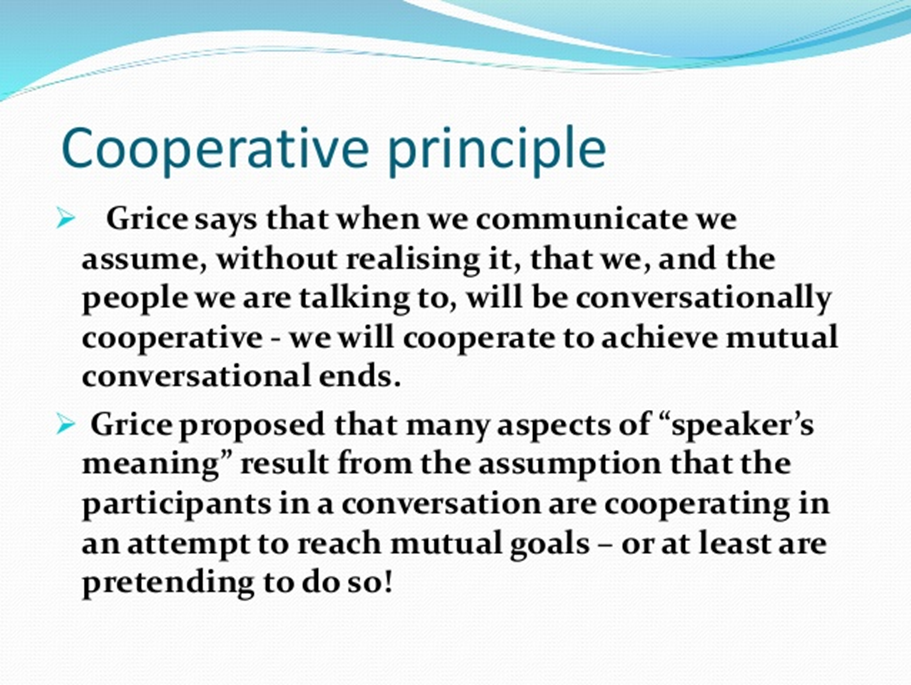 Cooperative principle
➢ Grice says that when we communicate we
assume, without realising it, that we, and the
people we are talking to, will be conversationally
cooperative - we will cooperate to achieve mutual
conversational ends.
➢ Grice proposed that many aspects of “speaker’s
meaning” result from the assumption that the
participants in a conversation are cooperating in
an attempt to reach mutual goals – or at least are
pretending to do so!